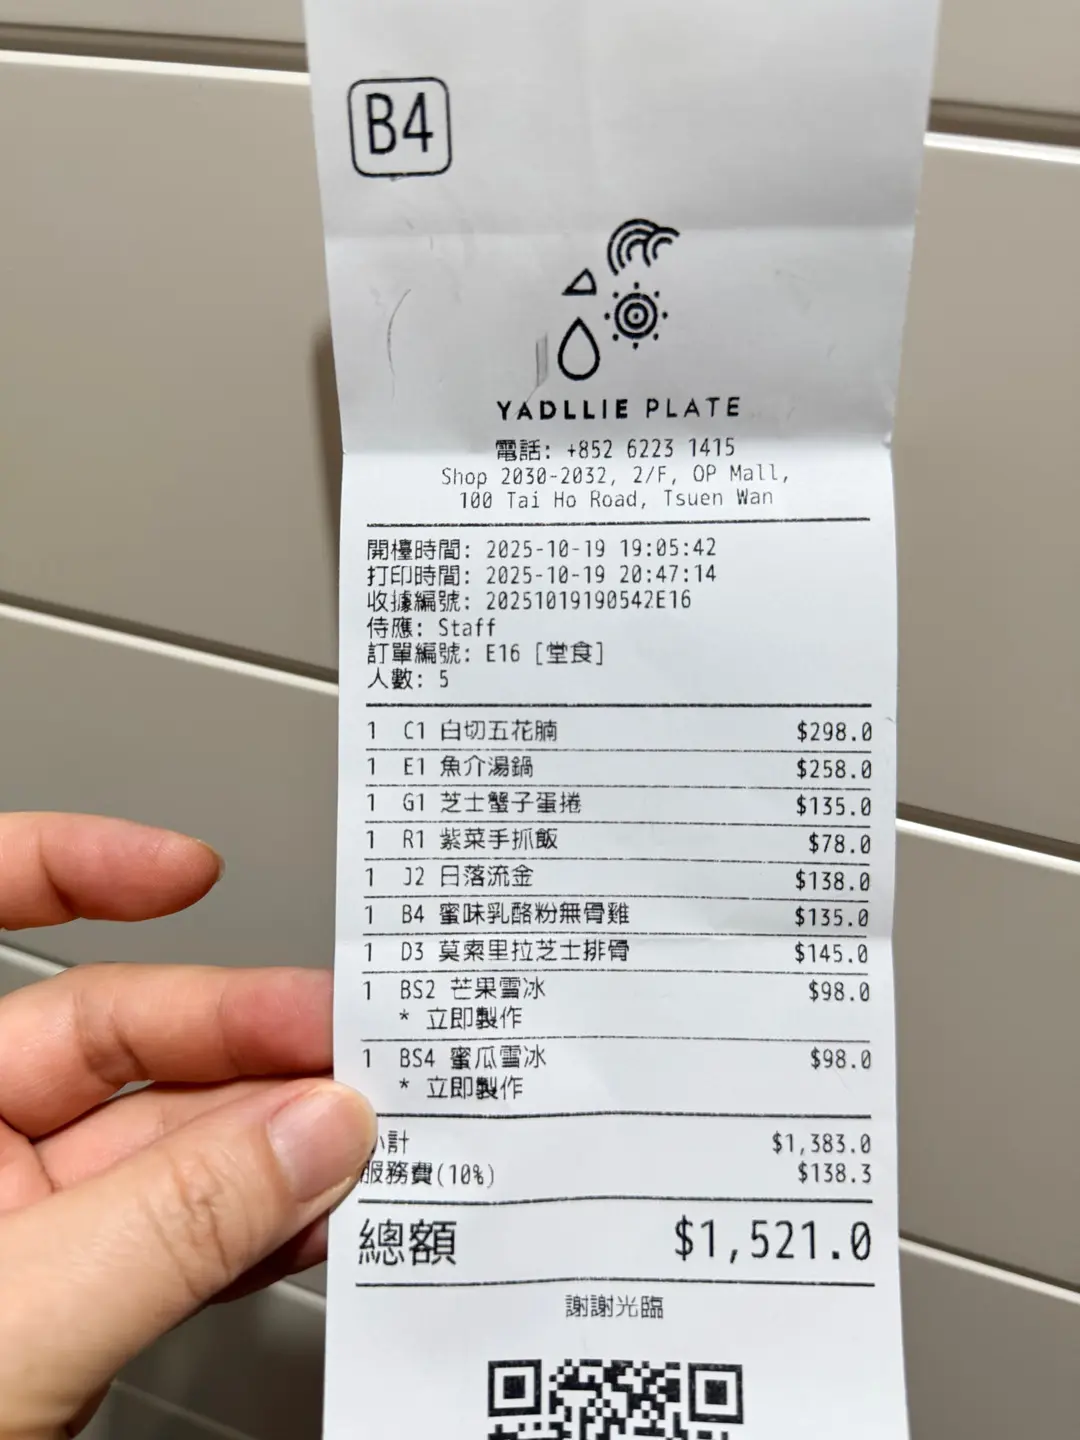 B4
YADLLIE PLATE
電話: +852 6223 1415
Shop 2030-2032, 2/F, OP Mall,
100 Tai Ho Road, Tsuen Wan
開檯時間: 2025-10-19 19:05:42
打印時間: 2025-10-19 20:47:14
收據編號: 20251019190542E16
侍應: Staff
訂單編號: E16 [堂食]
人數: 5
1 C1 白切五花腩 $298.0
1 E1 魚介湯鍋 $258.0
1 G1 芝士蟹子蛋捲 $135.0
1 R1 紫菜手抓飯 $78.0
1 J2 日落流金 $138.0
1 B4 蜜味乳酪粉無骨雞 $135.0
1 D3 莫索里拉芝士排骨 $145.0
1 BS2 芒果雪冰 $98.0
* 立即製作
1 BS4 蜜瓜雪冰 $98.0
* 立即製作
小計 $1,383.0
服務費(10%) $138.3
總額 $1,521.0
謝謝光臨